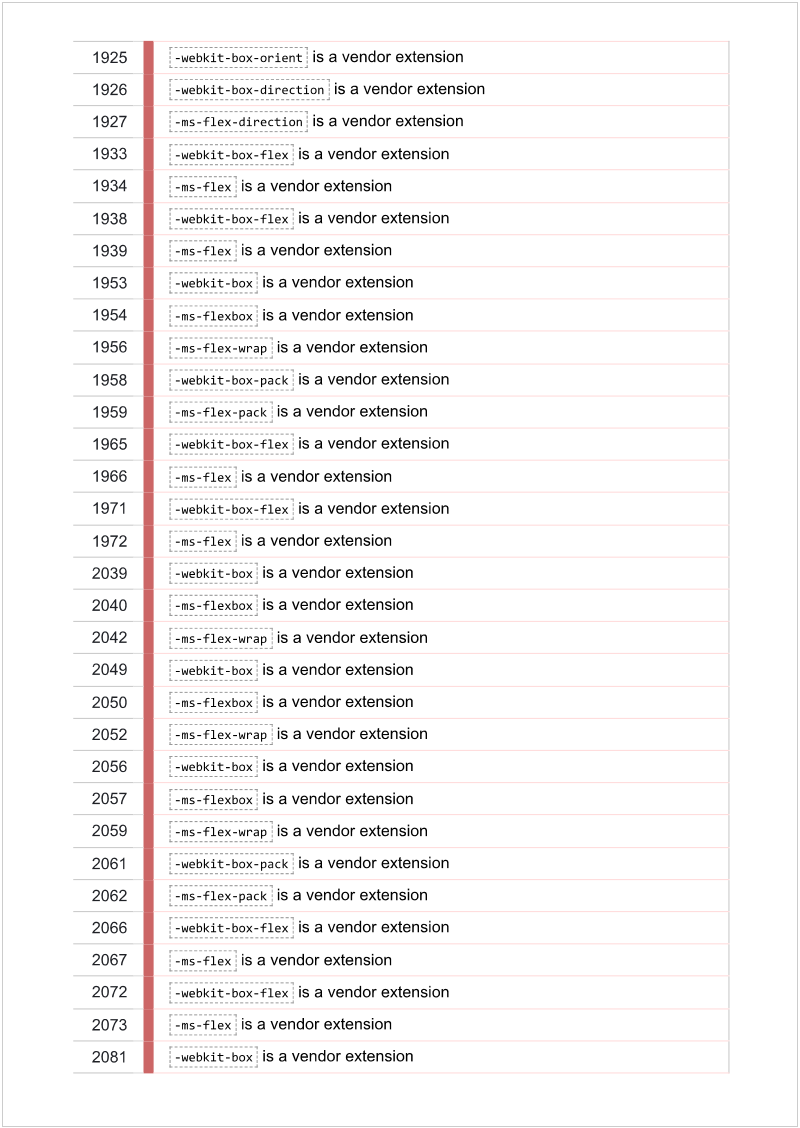 1925 -webkit-box-orient is a vendor extension
1926 -webkit-box-direction is a vendor extension
1927 -ms-flex-direction is a vendor extension
1933 -webkit-box-flex is a vendor extension
1934 -ms-flex is a vendor extension
1938 -webkit-box-flex is a vendor extension
1939 -ms-flex is a vendor extension
1953 -webkit-box is a vendor extension
1954 -ms-flexbox is a vendor extension
1956 -ms-flex-wrap is a vendor extension
1958 -webkit-box-pack is a vendor extension
1959 -ms-flex-pack is a vendor extension
1965 -webkit-box-flex is a vendor extension
1966 -ms-flex is a vendor extension
1971 -webkit-box-flex is a vendor extension
1972 -ms-flex is a vendor extension
2039 -webkit-box is a vendor extension
2040 -ms-flexbox is a vendor extension
2042 -ms-flex-wrap is a vendor extension
2049 -webkit-box is a vendor extension
2050 -ms-flexbox is a vendor extension
2052 -ms-flex-wrap is a vendor extension
2056 -webkit-box is a vendor extension
2057 -ms-flexbox is a vendor extension
2059 -ms-flex-wrap is a vendor extension
2061 -webkit-box-pack is a vendor extension
2062 -ms-flex-pack is a vendor extension
2066 -webkit-box-flex is a vendor extension
2067 -ms-flex is a vendor extension
2072 -webkit-box-flex is a vendor extension
2073 -ms-flex is a vendor extension
2081 -webkit-box is a vendor extension